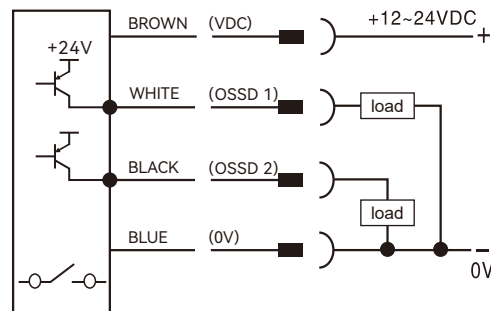 BROWN (VDC) +12~24VDC +
+24V
WHITE (OSSD 1) load
BLACK (OSSD 2)
load
BLUE (0V) −
0V